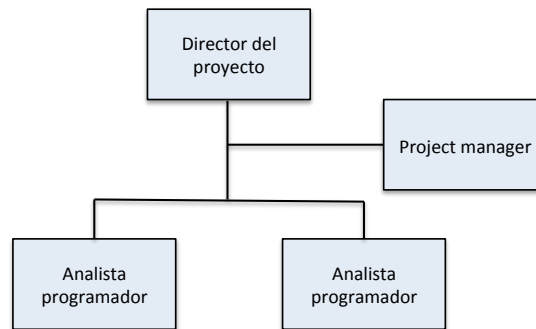 Director del
proyecto
Project manager
Analista
programador
Analista
programador